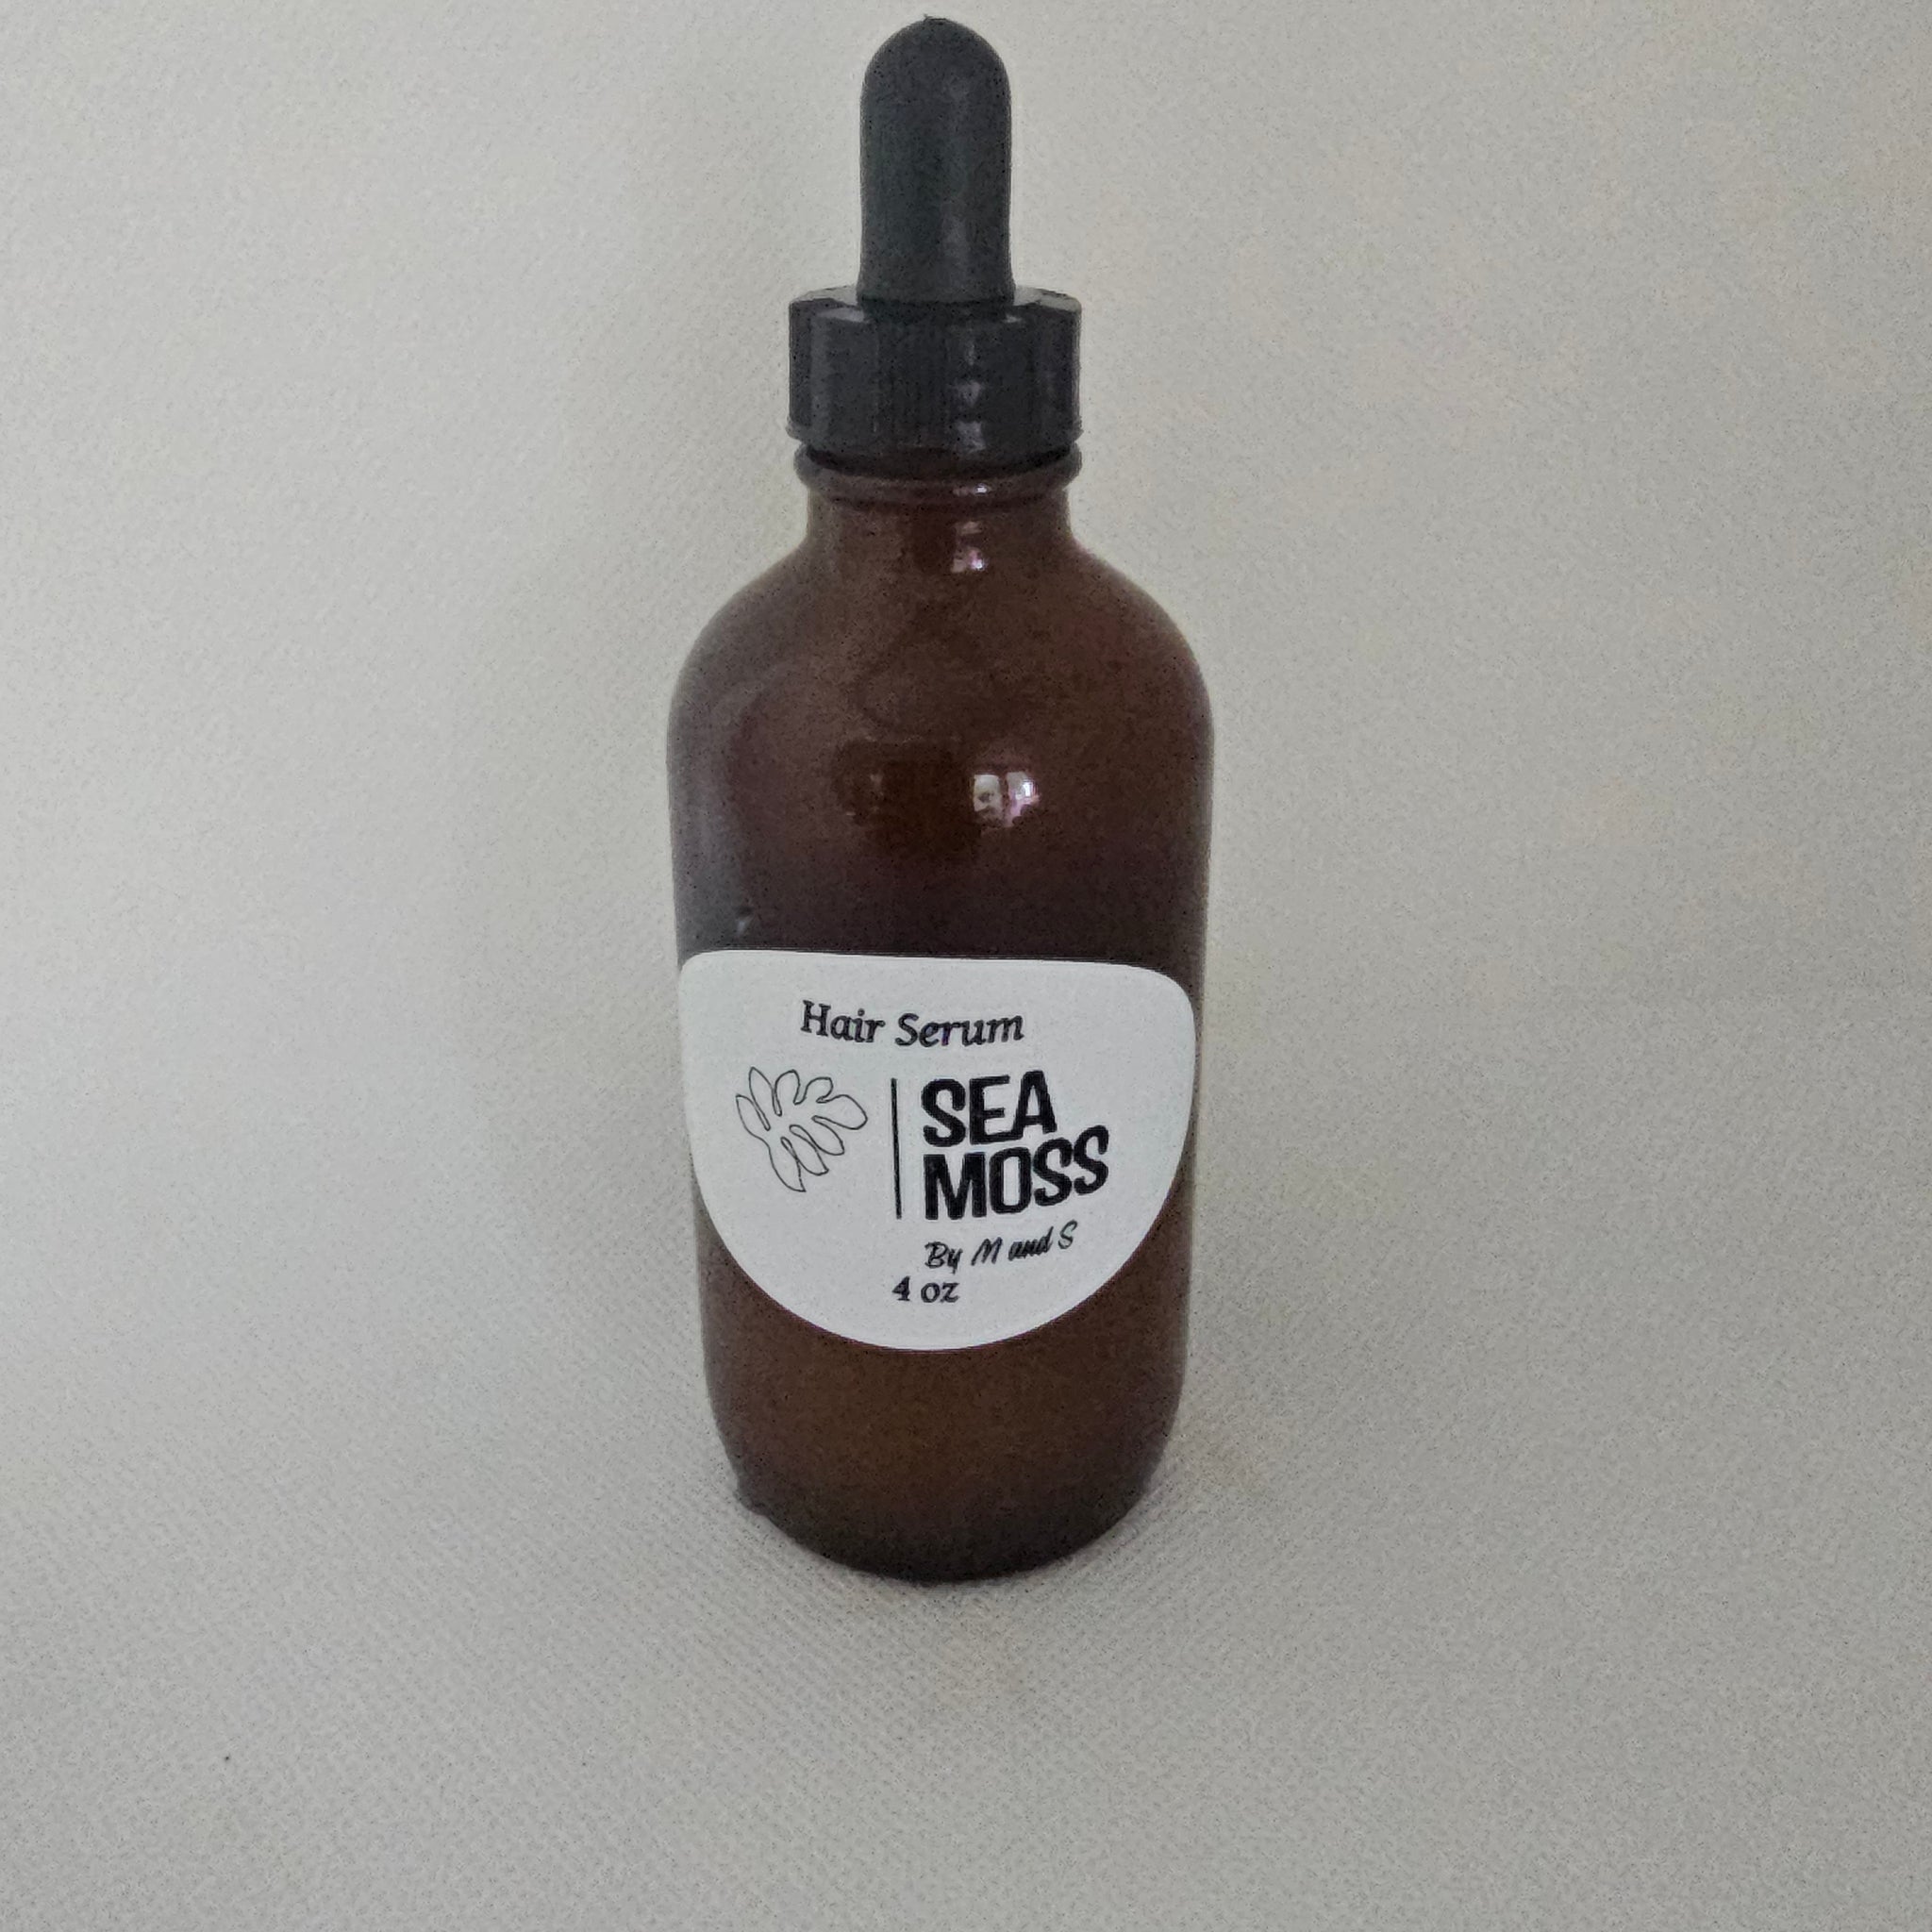 Hair Serum
SEA
MOSS
By M and S
4 oz